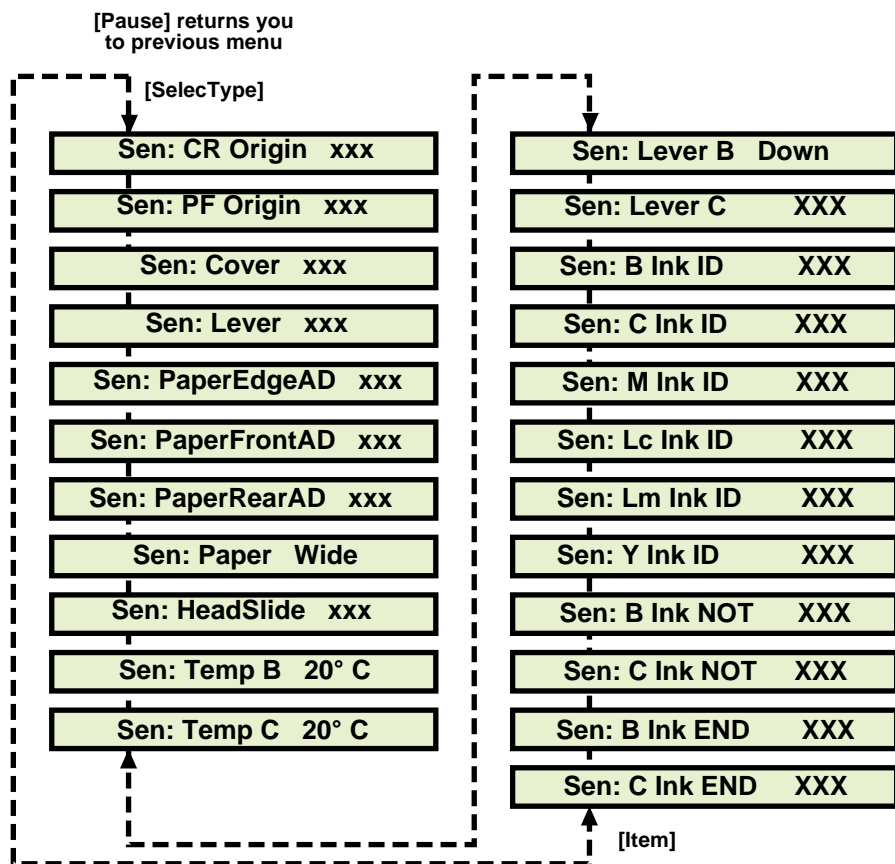 [Pause] returns you
to previous menu
[SelecType]
Sen: CR Origin xxx
Sen: PF Origin xxx
Sen: Cover xxx
Sen: Lever xxx
Sen: PaperEdgeAD xxx
Sen: PaperFrontAD xxx
Sen: PaperRearAD xxx
Sen: Paper Wide
Sen: HeadSlide xxx
Sen: Temp B 20° C
Sen: Temp C 20° C
Sen: Lever B Down
Sen: Lever C XXX
Sen: B Ink ID XXX
Sen: C Ink ID XXX
Sen: M Ink ID XXX
Sen: Lc Ink ID XXX
Sen: Lm Ink ID XXX
Sen: Y Ink ID XXX
Sen: B Ink NOT XXX
Sen: C Ink NOT XXX
Sen: B Ink END XXX
Sen: C Ink END XXX
[Item]